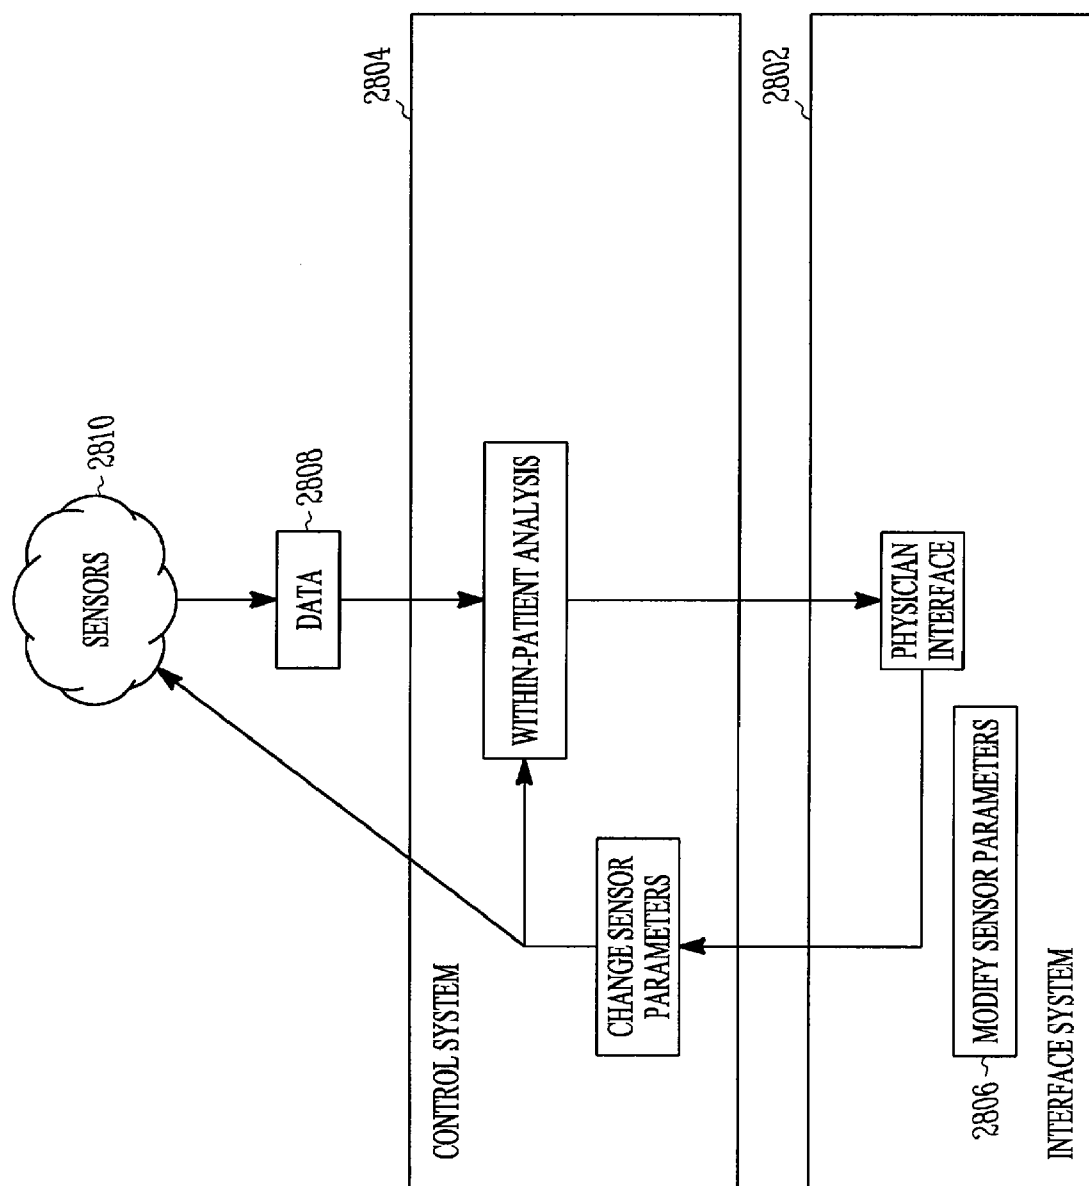 SENSORS
2810
DATA
2808
2804
CONTROL SYSTEM
WITHIN-PATIENT ANALYSIS
CHANGE SENSOR
PARAMETERS
2802
PHYSICIAN
INTERFACE
2806
MODIFY SENSOR PARAMETERS
INTERFACE SYSTEM